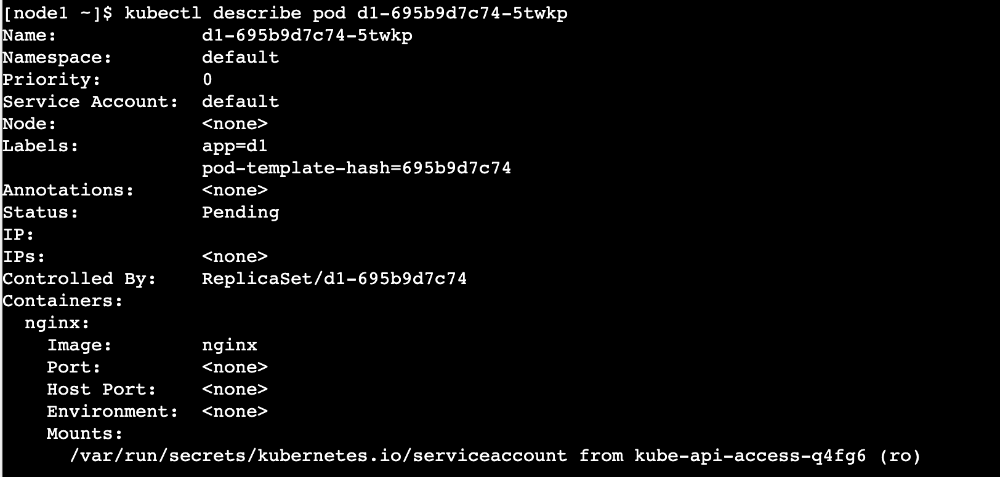 [node1 ~]$ kubectl describe pod d1-695b9d7c74-5twkp
Name:             d1-695b9d7c74-5twkp
Namespace:        default
Priority:         0
Service Account:  default
Node:             <none>
Labels:           app=d1
                  pod-template-hash=695b9d7c74
Annotations:      <none>
Status:           Pending
IP:
IPs:              <none>
Controlled By:    ReplicaSet/d1-695b9d7c74
Containers:
  nginx:
    Image:        nginx
    Port:         <none>
    Host Port:    <none>
    Environment:  <none>
    Mounts:
      /var/run/secrets/kubernetes.io/serviceaccount from kube-api-access-q4fg6 (ro)